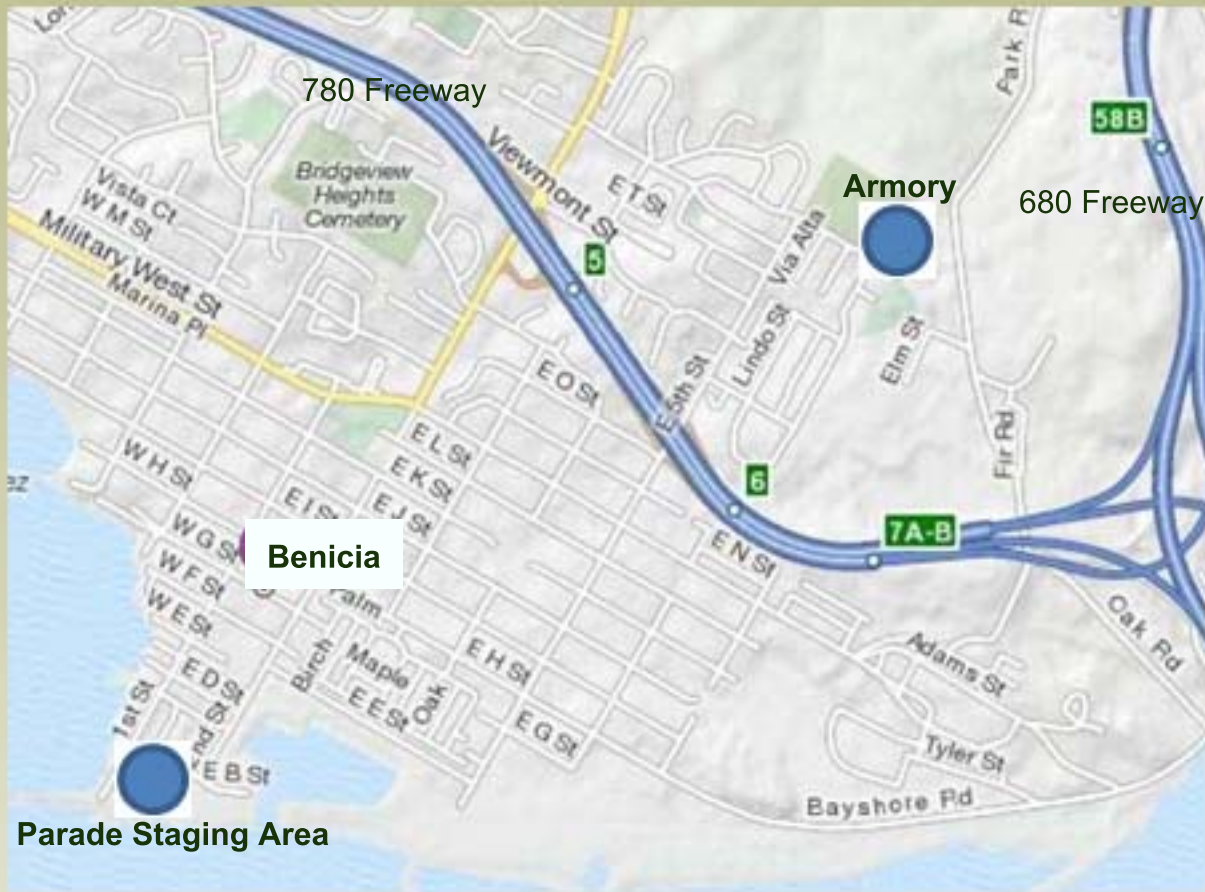 780 Freeway
58B
Park R
Viewmont St
Bridgeview
Heights
Cemetery
E T St
Armory
680 Freeway
Vista Ct
W M St
Military West St
Marina Pl
5
Via Alta
Lindo St
Elm St
E O St
E 5th St
E L St
E K St
E J St
E I St
W H St
W G St
Fir Rd
6
7A-B
Benicia
E N St
W F St
W E St
Palm
Oak Rd
Adams St
Birch
Maple
E H St
E D St
E E St
Oak
1st St
nd St
E G St
Tyler St
E B St
Bayshore Rd
Parade Staging Area